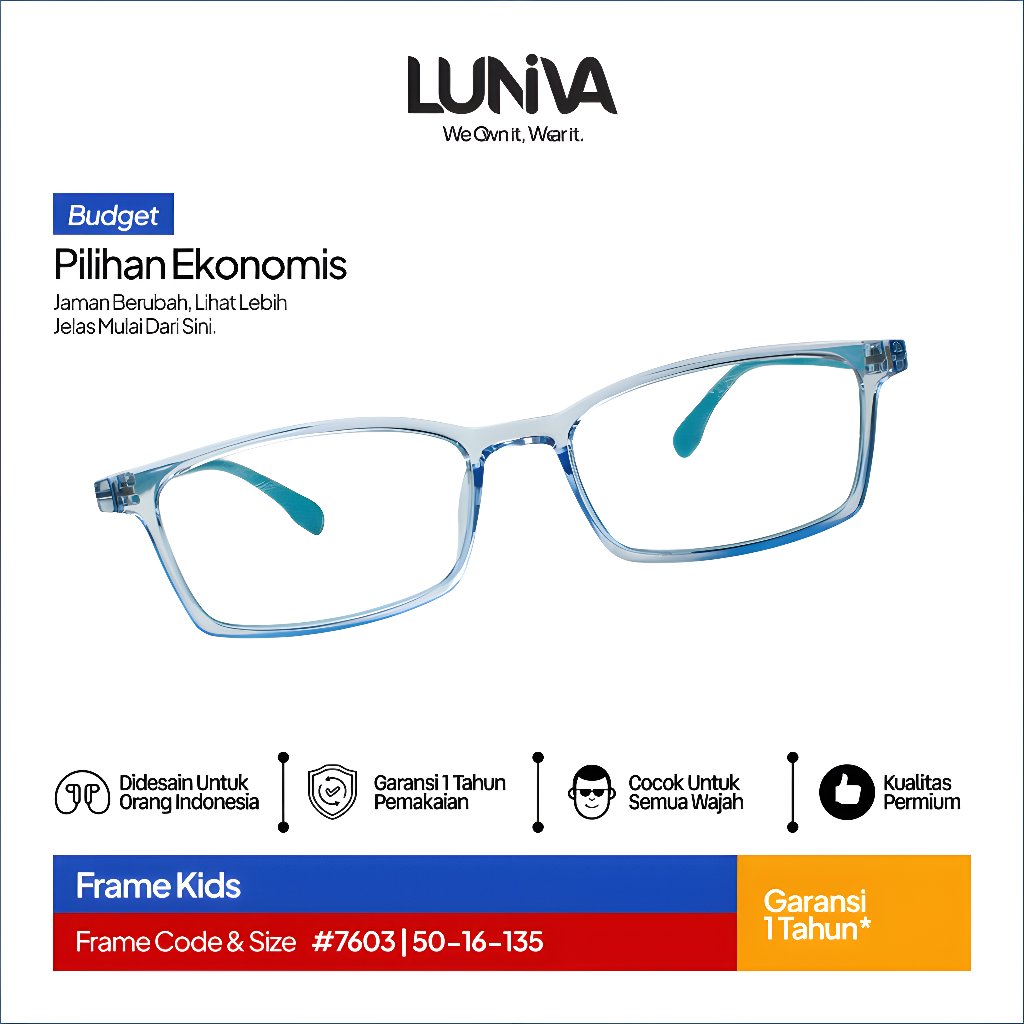 LUNiVA
We Own it, Wear it.
Budget
Pilihan Ekonomis
Jaman Berubah, Lihat Lebih
Jelas Mulai Dari Sini.
Didesain Untuk
Orang Indonesia
Garansi 1 Tahun
Pemakaian
Cocok Untuk
Semua Wajah
Kualitas
Permium
Frame Kids
Frame Code & Size #7603 | 50-16-135
Garansi
1 Tahun*